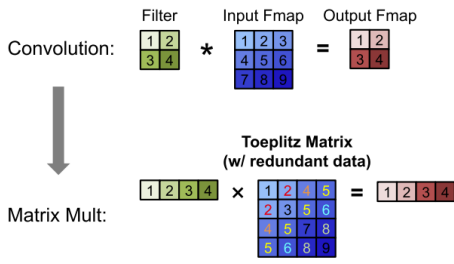 Filter Input Fmap Output Fmap
Convolution:
1 2
3 4
*
1 2 3
4 5 6
7 8 9
=
1 2
3 4
Toeplitz Matrix
(w/ redundant data)
Matrix Mult:
1 2 3 4
×
1 2 4 5
2 3 5 6
4 5 7 8
5 6 8 9
=
1 2 3 4